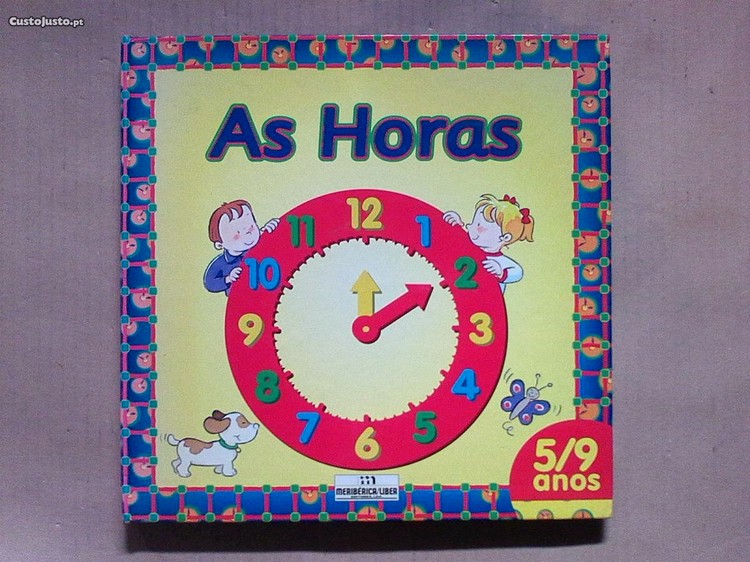 CustoJusto.pt
As Horas
12
11 1
10 2
9 3
8 4
7 5
6
5/9
anos
m
MERIBÉRICA/LIBER